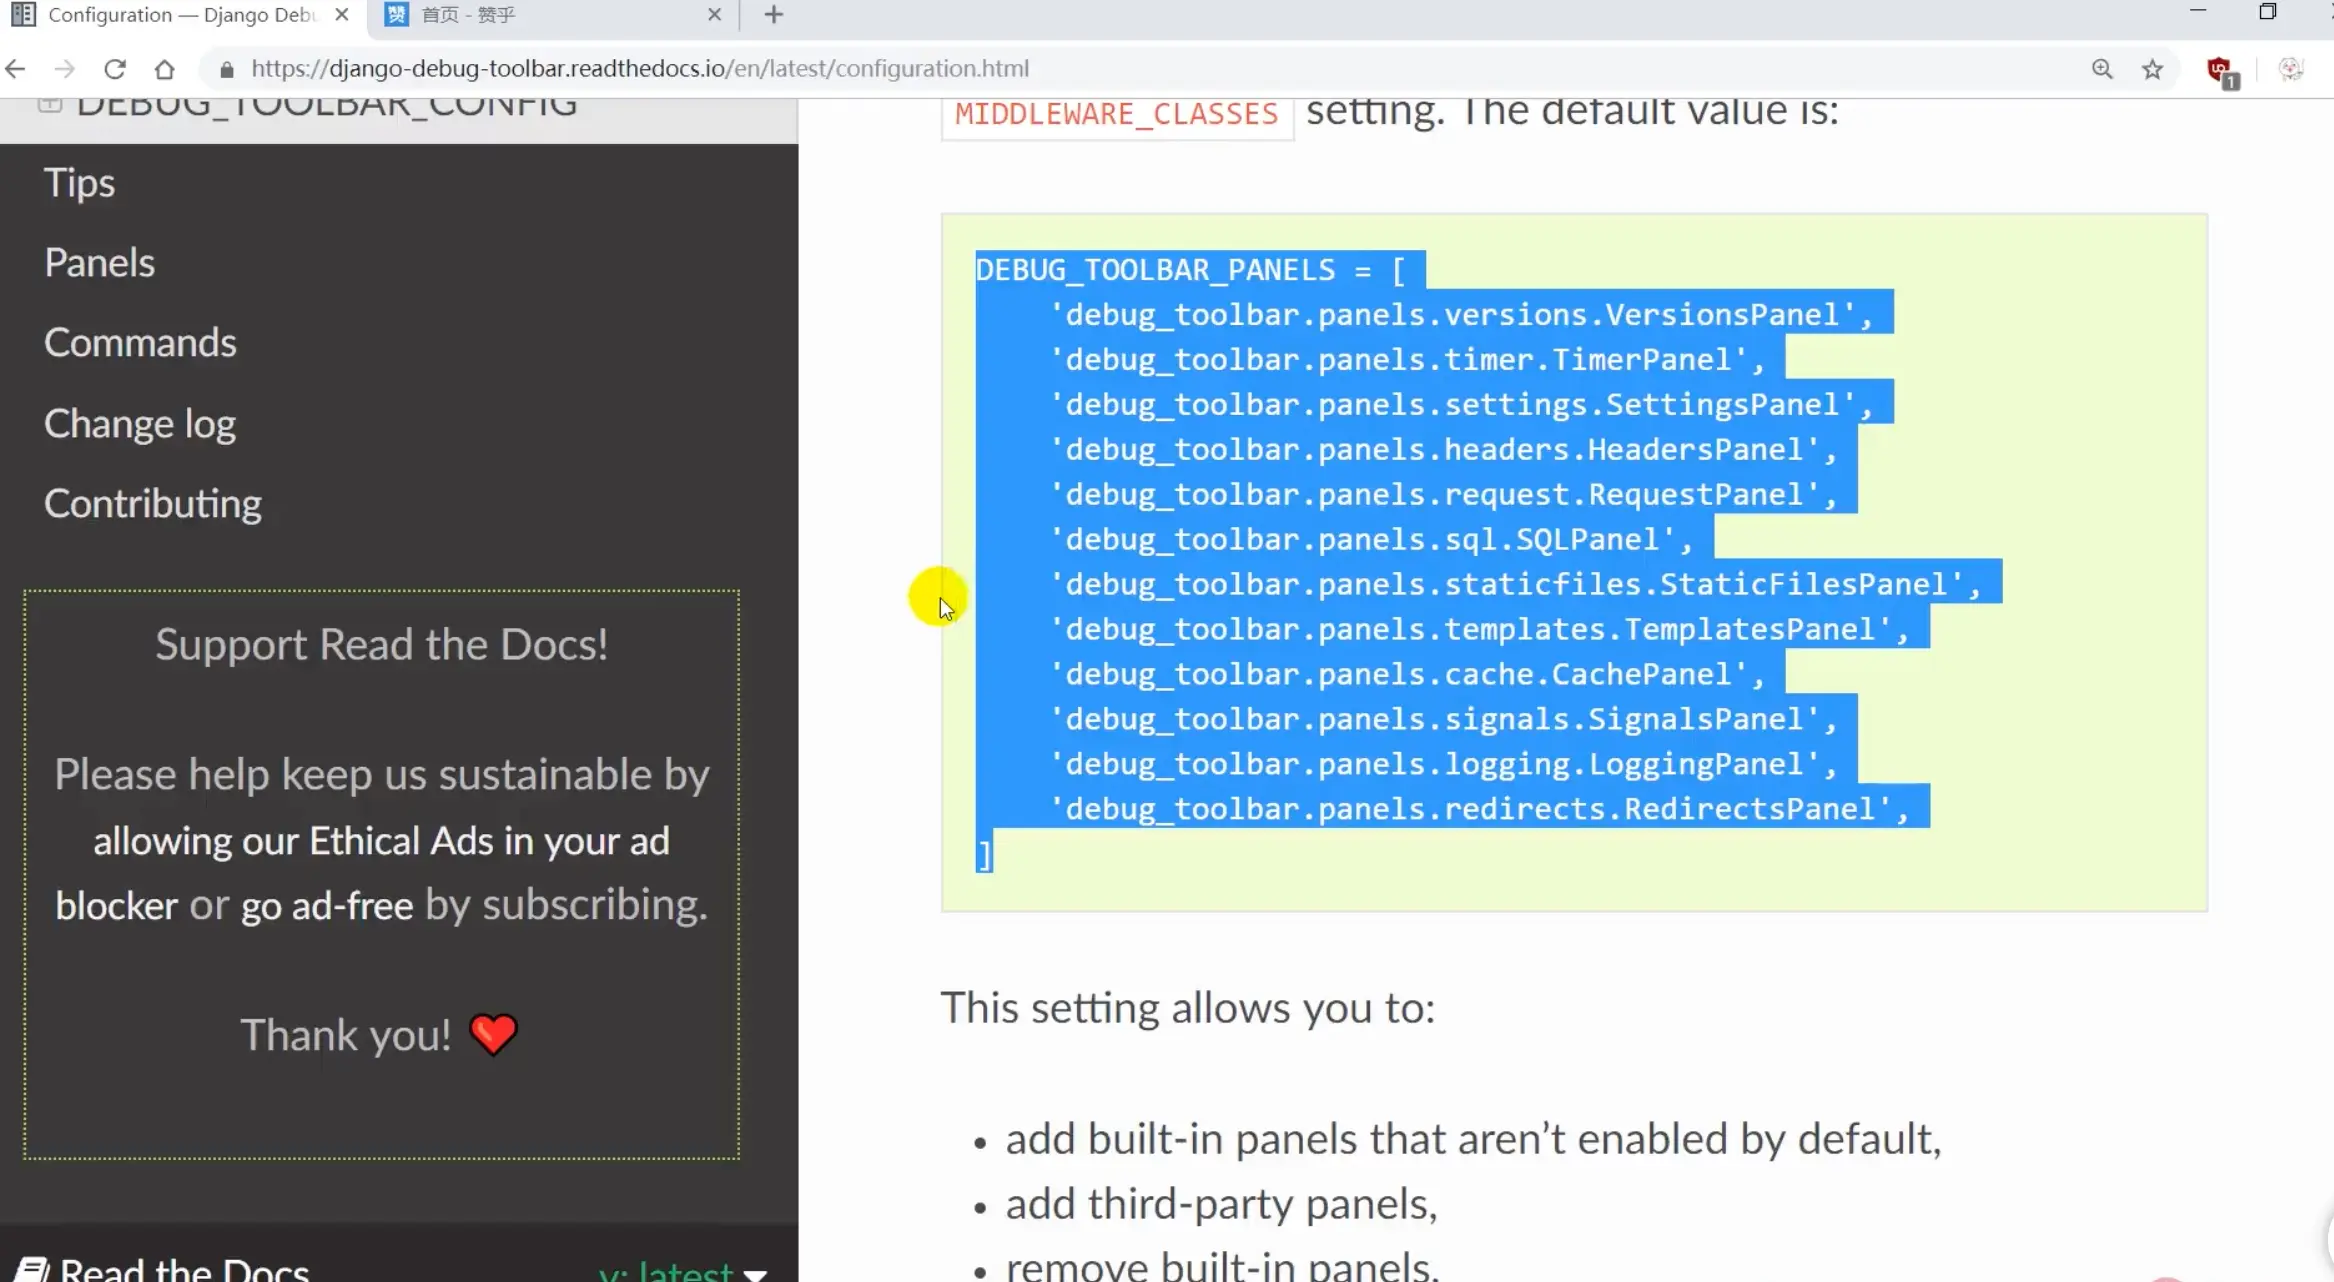 Configuration — Django Debu
首页 - 赞乎
https://django-debug-toolbar.readthedocs.io/en/latest/configuration.html
1
DEBUG_TOOLBAR_CONFIG
Tips
Panels
Commands
Change log
Contributing
Support Read the Docs!
Please help keep us sustainable by
allowing our Ethical Ads in your ad
blocker or go ad-free by subscribing.
Thank you!
Read the Docs
v: latest
MIDDLEWARE_CLASSES setting. The default value is:
DEBUG_TOOLBAR_PANELS = [
'debug_toolbar.panels.versions.VersionsPanel',
'debug_toolbar.panels.timer.TimerPanel',
'debug_toolbar.panels.settings.SettingsPanel',
'debug_toolbar.panels.headers.HeadersPanel',
'debug_toolbar.panels.request.RequestPanel',
'debug_toolbar.panels.sql.SQLPanel',
'debug_toolbar.panels.staticfiles.StaticFilesPanel',
'debug_toolbar.panels.templates.TemplatesPanel',
'debug_toolbar.panels.cache.CachePanel',
'debug_toolbar.panels.signals.SignalsPanel',
'debug_toolbar.panels.logging.LoggingPanel',
'debug_toolbar.panels.redirects.RedirectsPanel',
]
This setting allows you to:
• add built-in panels that aren’t enabled by default,
• add third-party panels,
• remove built-in panels,